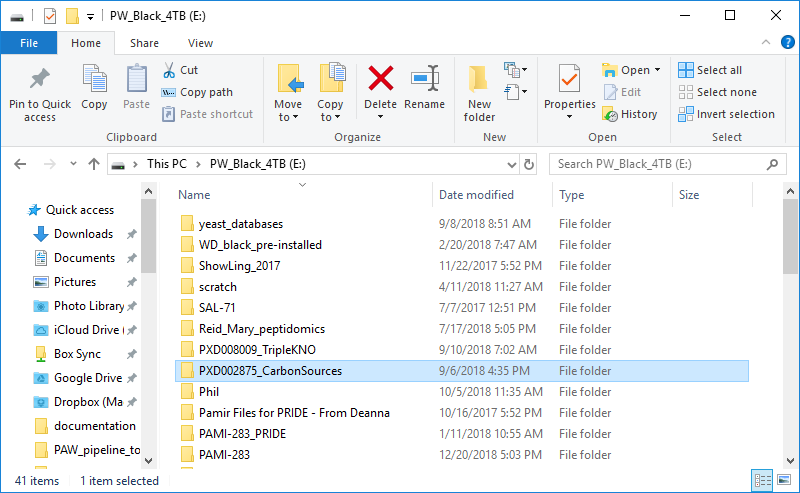 PW_Black_4TB (E:)
File Home Share View
Pin to Quick access
Copy
Paste
Cut
Copy path
Paste shortcut
Clipboard
Move to
Copy to
Delete
Rename
Organize
New folder
New
Properties
Open
Edit
History
Open
Select all
Select none
Invert selection
Select
This PC > PW_Black_4TB (E:)
Search PW_Black_4TB (E:)
Quick access
Downloads
Documents
Pictures
Photo Library
iCloud Drive (
Box Sync
Google Drive
Dropbox (Ma
documentation
PAW_pipeline_to
Name Date modified Type Size
yeast_databases 9/8/2018 8:51 AM File folder
WD_black_pre-installed 2/20/2018 7:47 AM File folder
ShowLing_2017 11/22/2017 5:52 PM File folder
scratch 4/11/2018 11:27 AM File folder
SAL-71 7/7/2017 12:51 PM File folder
Reid_Mary_peptidomics 7/17/2018 5:05 PM File folder
PXD008009_TripleKNO 9/10/2018 7:02 AM File folder
PXD002875_CarbonSources 9/6/2018 4:35 PM File folder
Phil 10/5/2018 11:35 AM File folder
Pamir Files for PRIDE - From Deanna 10/16/2017 5:52 PM File folder
PAMI-283_PRIDE 1/11/2018 10:55 AM File folder
PAMI-283 12/20/2018 5:03 PM File folder
41 items 1 item selected